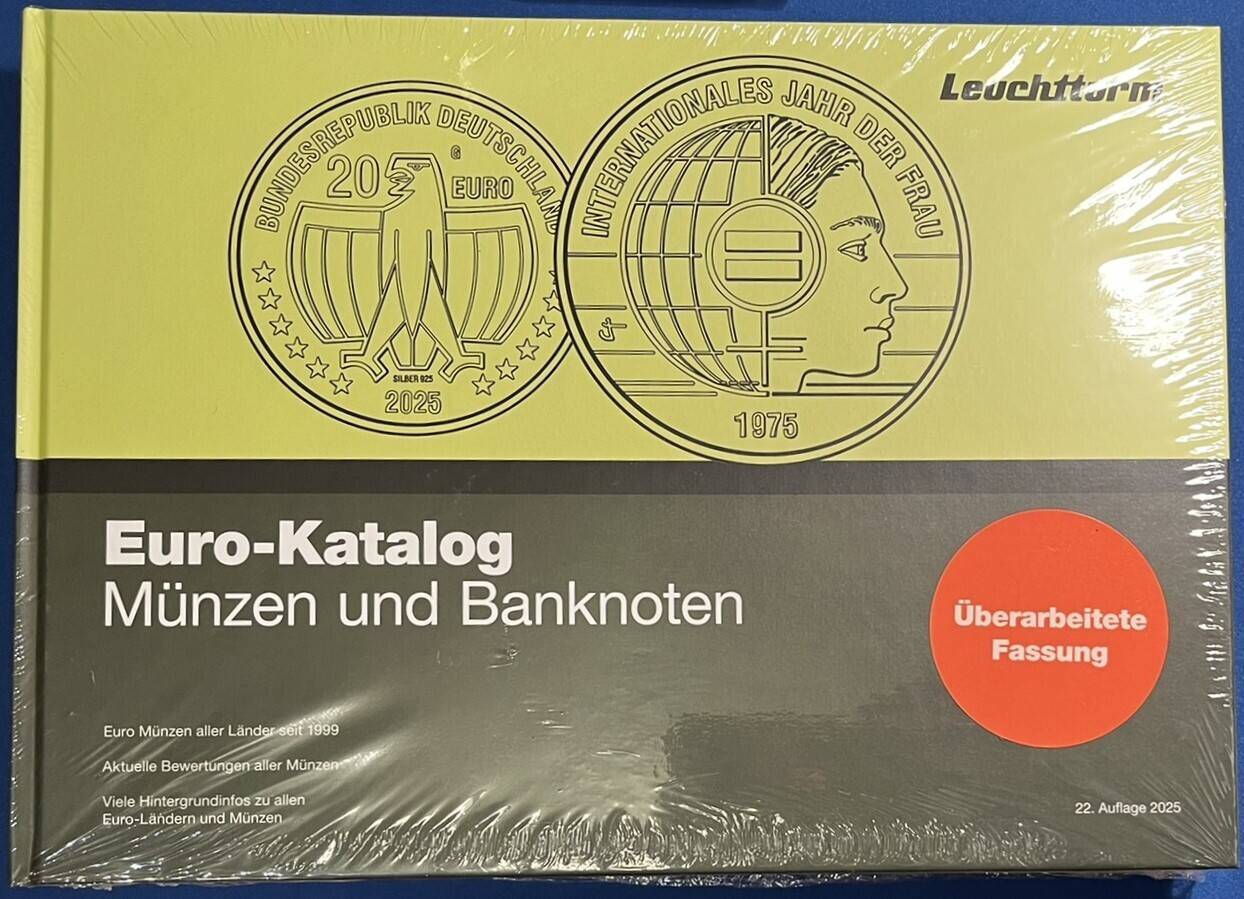 Leuchtturm
BUNDESREPUBLIK DEUTSCHLAND
G
20 EURO
SILBER 925
2025
INTERNATIONALES JAHR DER FRAU
1975
Euro-Katalog
Münzen und Banknoten
Überarbeitete
Fassung
Euro Münzen aller Länder seit 1999
Aktuelle Bewertungen aller Münzen
Viele Hintergrundinfos zu allen
Euro-Ländern und Münzen
22. Auflage 2025